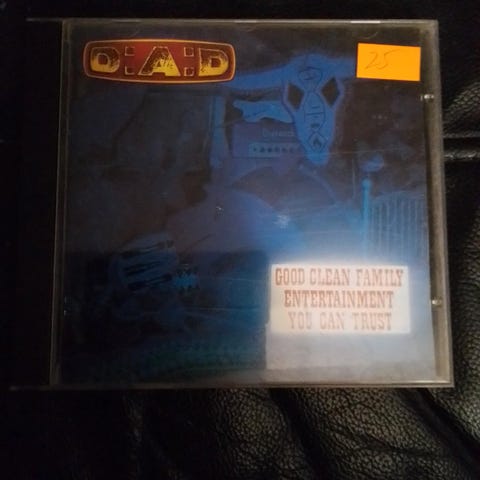 D:A:D
25
GOOD CLEAN FAMILY
ENTERTAINMENT
YOU CAN TRUST